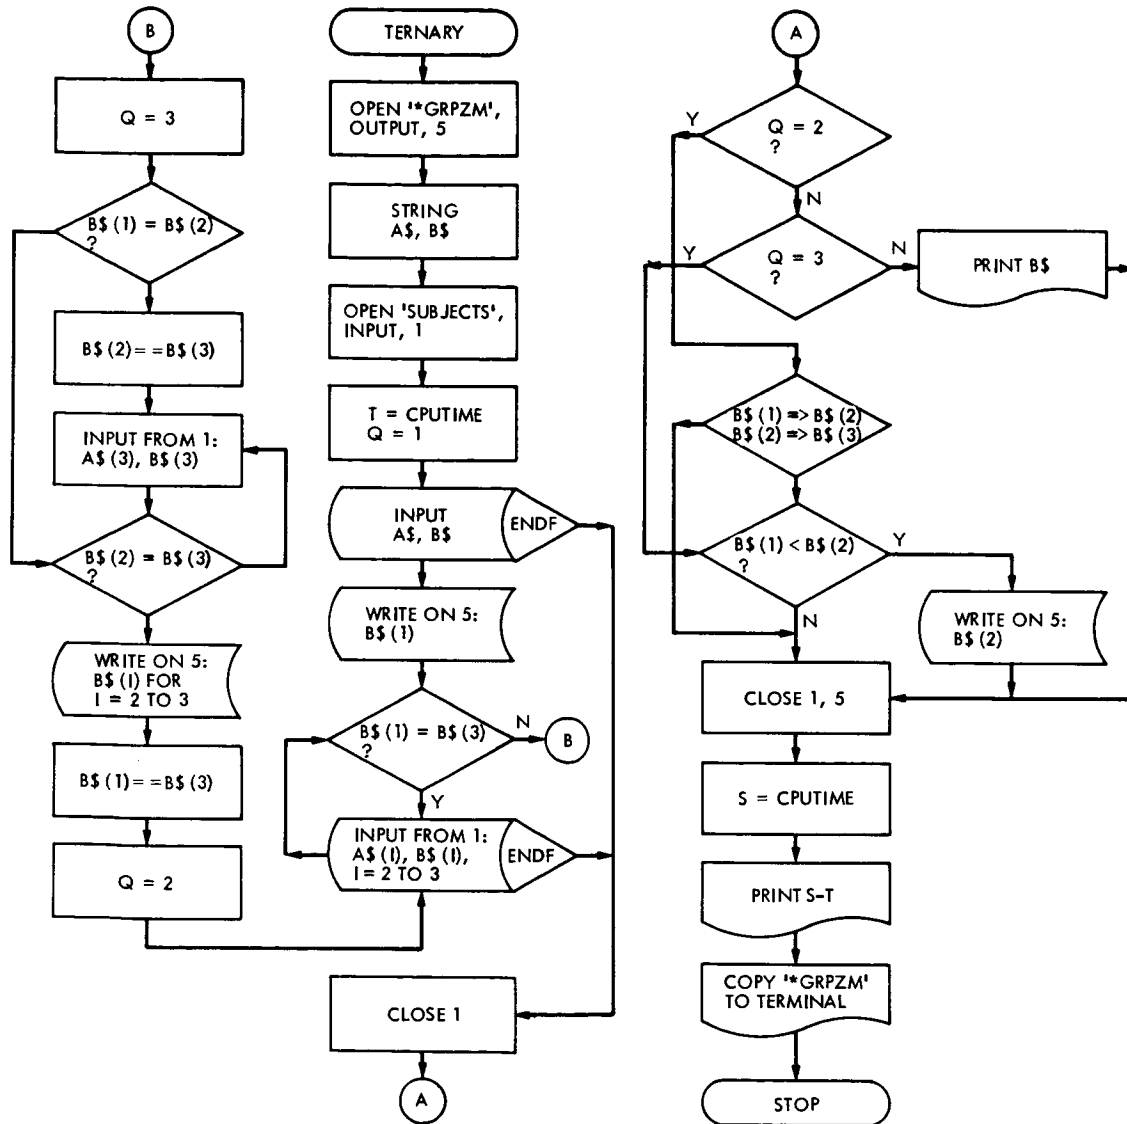 B
Q = 3
B$ (1) = B$ (2)
?
B$ (2) = = B$ (3)
INPUT FROM 1:
A$ (3), B$ (3)
B$ (2) = B$ (3)
?
WRITE ON 5:
B$ (I) FOR
I = 2 TO 3
B$ (1) = = B$ (3)
Q = 2
TERNARY
OPEN '*GRPZM',
OUTPUT, 5
STRING
A$, B$
OPEN 'SUBJECTS',
INPUT, 1
T = CPUTIME
Q = 1
INPUT
A$, B$
ENDF
WRITE ON 5:
B$ (1)
B$ (1) = B$ (3)
?
N
B
Y
INPUT FROM 1:
A$ (I), B$ (I),
I = 2 TO 3
ENDF
CLOSE 1
A
A
Y
Q = 2
?
N
Y
Q = 3
?
N
PRINT B$
B$ (1) => B$ (2)
B$ (2) => B$ (3)
B$ (1) < B$ (2)
?
Y
N
WRITE ON 5:
B$ (2)
CLOSE 1, 5
S = CPUTIME
PRINT S-T
COPY '*GRPZM'
TO TERMINAL
STOP